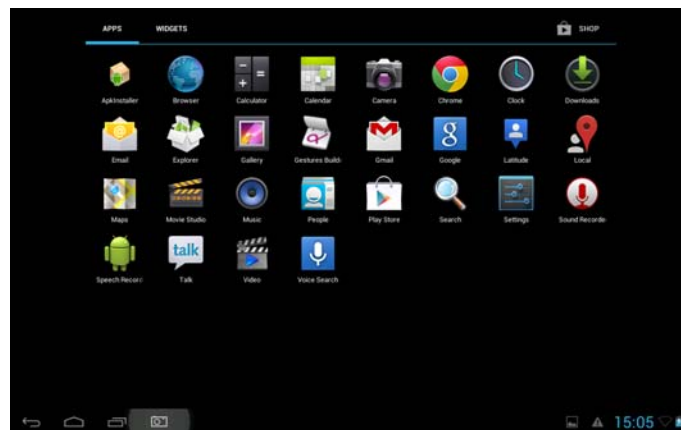 APPS WIDGETS SHOP
ApkInstaller Browser Calculator Calendar Camera Chrome Clock Downloads
Email Explorer Gallery Gestures Build Gmail Google Latitude Local
Maps Movie Studio Music People Play Store Search Settings Sound Recorde
Speech Record talk Talk Video Voice Search
15:05